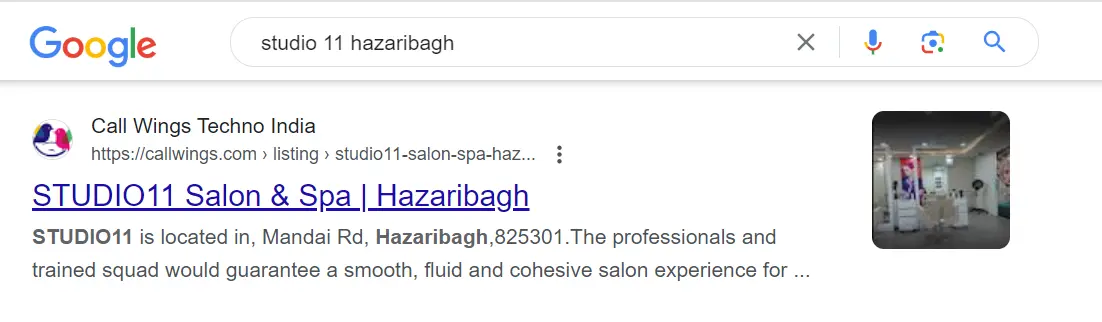 Google
studio 11 hazaribagh
Call Wings Techno India
https://callwings.com › listing › studio11-salon-spa-haz...
STUDIO11 Salon & Spa | Hazaribagh
STUDIO11 is located in, Mandai Rd, Hazaribagh,825301.The professionals and
trained squad would guarantee a smooth, fluid and cohesive salon experience for ...